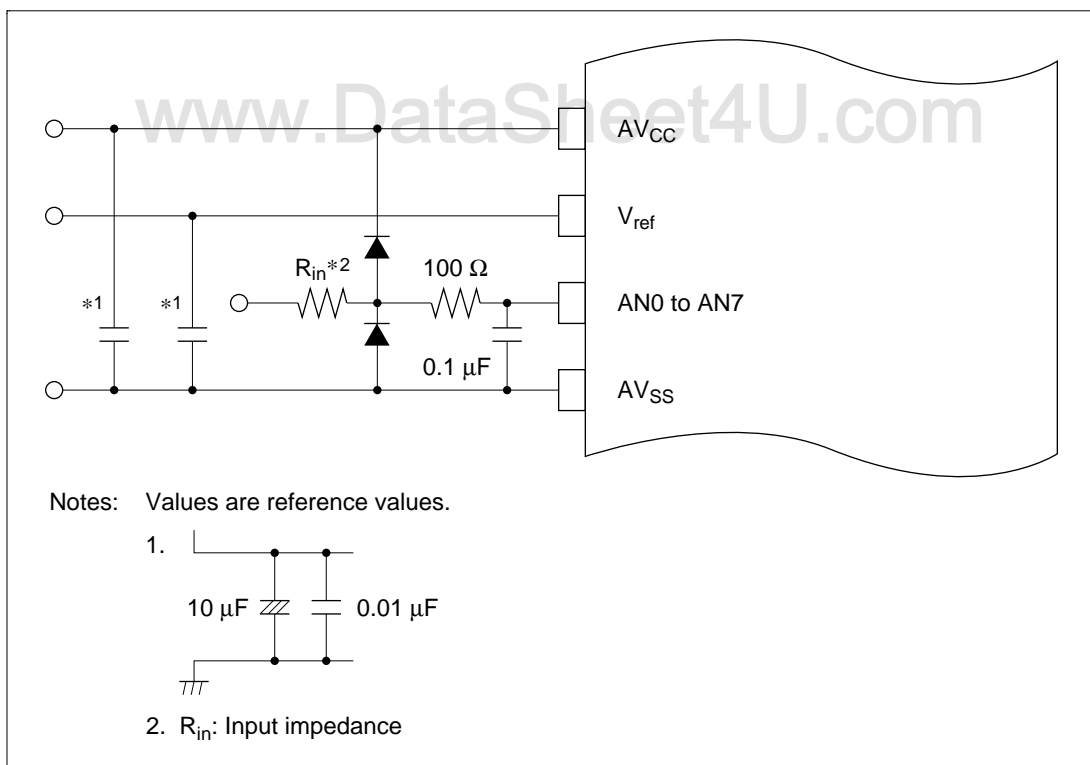 www.DataSheet4U.com
AVCC
Vref
Rin*2
100 Ω
*1
*1
AN0 to AN7
0.1 μF
AVSS
Notes: Values are reference values.
1.
10 μF
0.01 μF
2. Rin: Input impedance